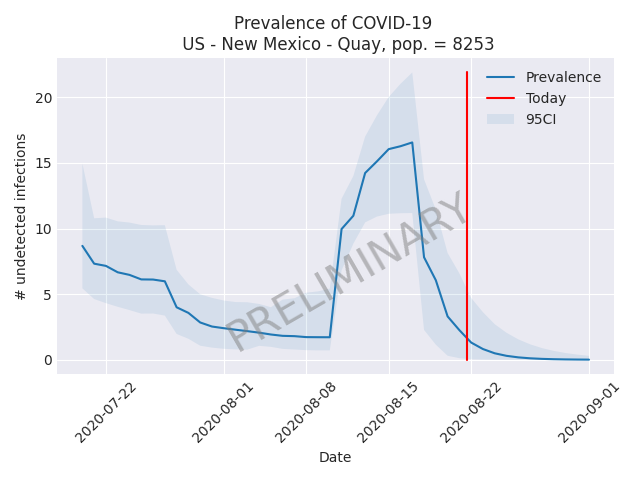 Prevalence of COVID-19
US - New Mexico - Quay, pop. = 8253
Prevalence
Today
95CI
# undetected infections
20
15
10
5
0
PRELIMINARY
2020-07-22
2020-08-01
2020-08-08
2020-08-15
2020-08-22
2020-09-01
Date